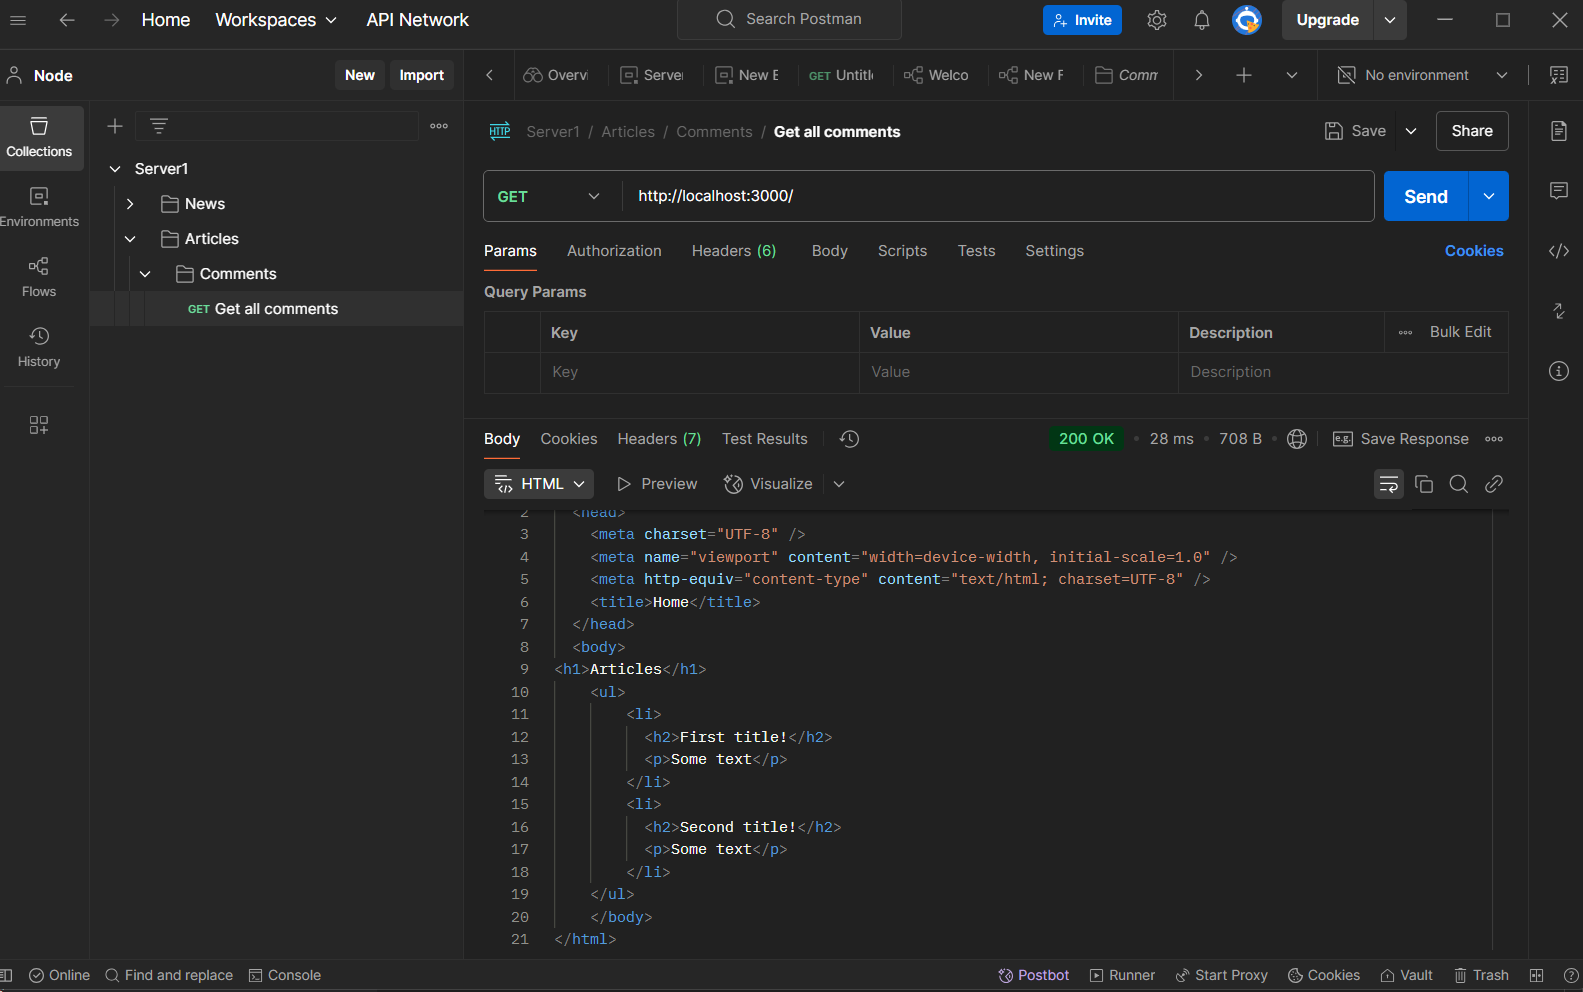 Home Workspaces API Network Search Postman Invite Upgrade
Node New Import Overv Server New E GET Untitl Welco New F Comm No environment
Collections
Environments
Flows
History
Server1
News
Articles
Comments
GET Get all comments
HTTP Server1 / Articles / Comments / Get all comments Save Share
GET http://localhost:3000/ Send
Params Authorization Headers (6) Body Scripts Tests Settings Cookies
Query Params
Key Value Description Bulk Edit
Key Value Description
Body Cookies Headers (7) Test Results 200 OK • 28 ms • 708 B • e.g. Save Response
HTML Preview Visualize
2 <head>
3 <meta charset="UTF-8" />
4 <meta name="viewport" content="width=device-width, initial-scale=1.0" />
5 <meta http-equiv="content-type" content="text/html; charset=UTF-8" />
6 <title>Home</title>
7 </head>
8 <body>
9 <h1>Articles</h1>
10 <ul>
11 <li>
12 <h2>First title!</h2>
13 <p>Some text</p>
14 </li>
15 <li>
16 <h2>Second title!</h2>
17 <p>Some text</p>
18 </li>
19 </ul>
20 </body>
21 </html>
Online Find and replace Console Postbot Runner Start Proxy Cookies Vault Trash